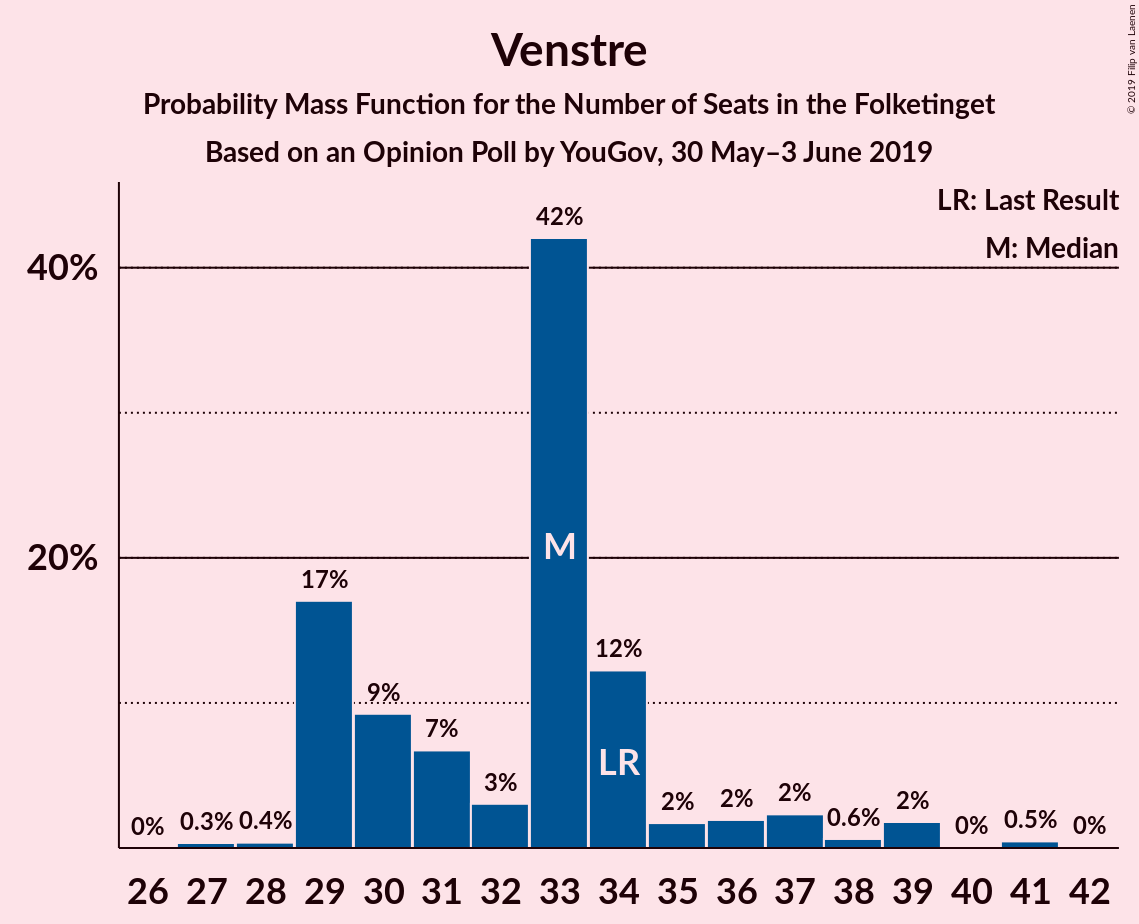 Venstre
Probability Mass Function for the Number of Seats in the Folketinget
Based on an Opinion Poll by YouGov, 30 May–3 June 2019
© 2019 Filip van Laenen
LR: Last Result
M: Median
40%
20%
0%
0.3%
0.4%
17%
9%
7%
3%
42%
M
12%
LR
2%
2%
2%
0.6%
2%
0%
0.5%
0%
26 27 28 29 30 31 32 33 34 35 36 37 38 39 40 41 42